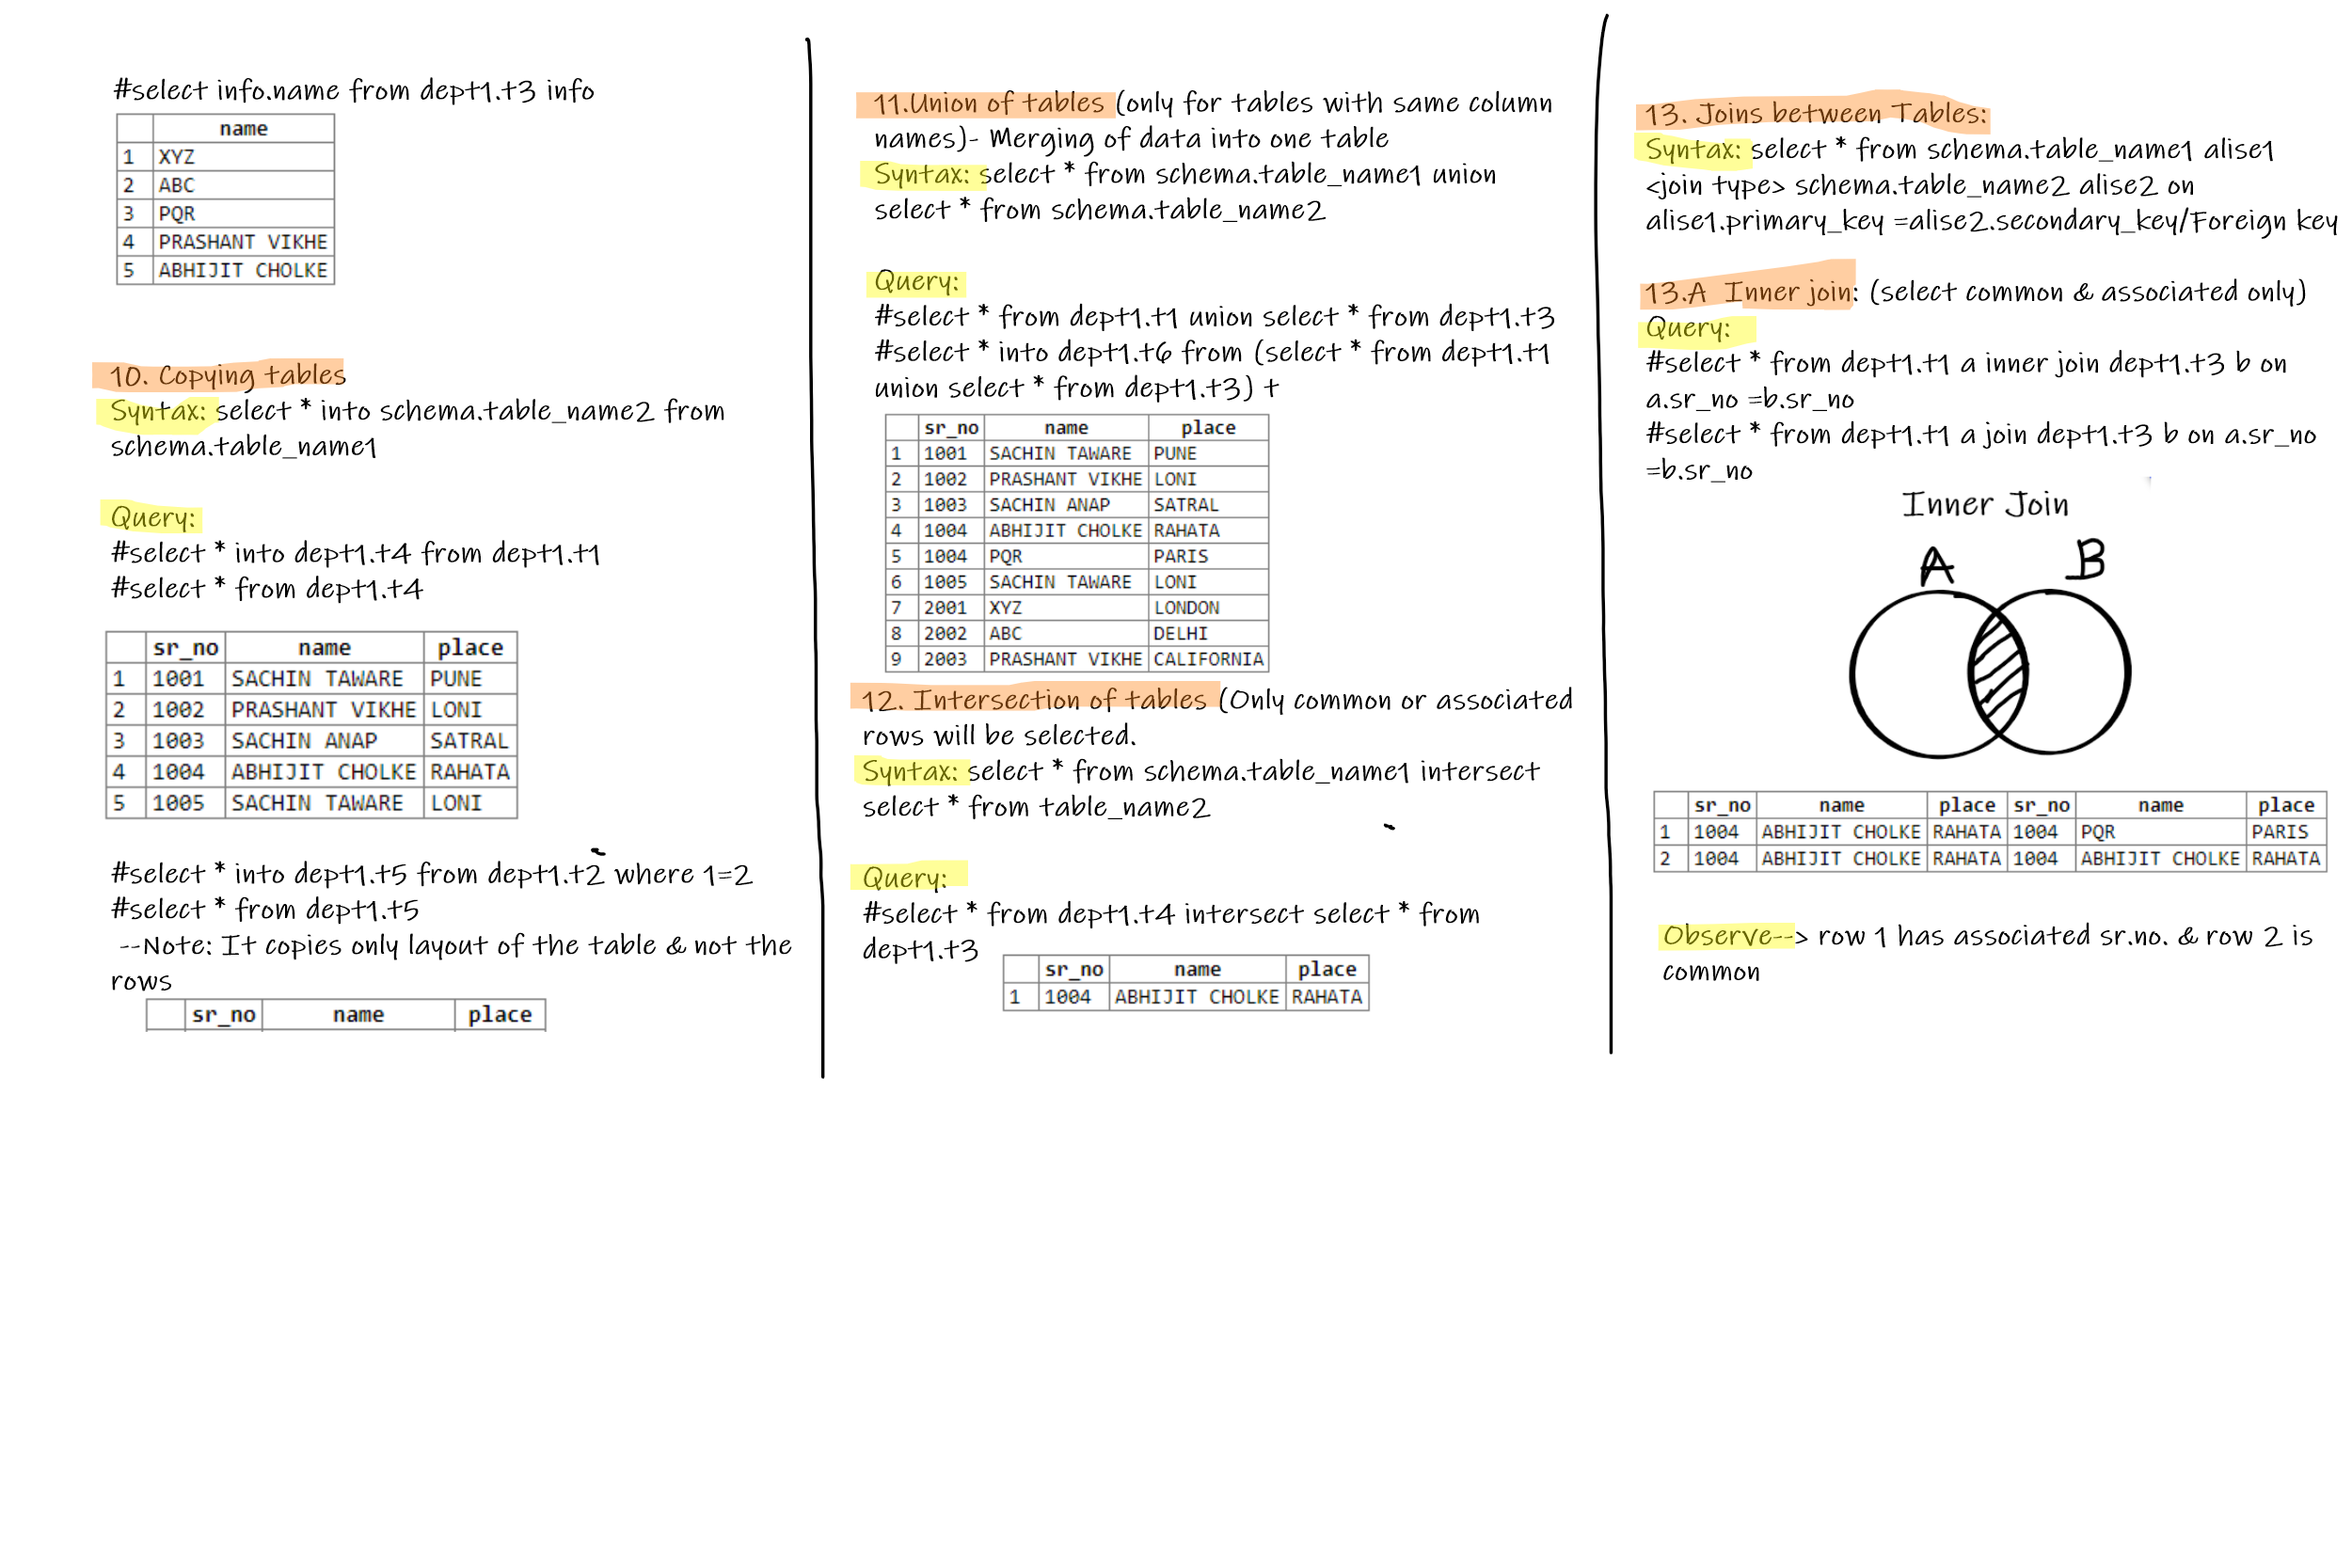 #select info.name from dept1.t3 info
name
1 XYZ
2 ABC
3 PQR
4 PRASHANT VIKHE
5 ABHIJIT CHOLKE
10. Copying tables
Syntax: select * into schema.table_name2 from
schema.table_name1
Query:
#select * into dept1.t4 from dept1.t1
#select * from dept1.t4
sr_no name place
1 1001 SACHIN TAWARE PUNE
2 1002 PRASHANT VIKHE LONI
3 1003 SACHIN ANAP SATRAL
4 1004 ABHIJIT CHOLKE RAHATA
5 1005 SACHIN TAWARE LONI
#select * into dept1.t5 from dept1.t2 where 1=2
#select * from dept1.t5
--Note: It copies only layout of the table & not the
rows
sr_no name place
11.Union of tables (only for tables with same column
names)- Merging of data into one table
Syntax: select * from schema.table_name1 union
select * from schema.table_name2
Query:
#select * from dept1.t1 union select * from dept1.t3
#select * into dept1.t6 from (select * from dept1.t1
union select * from dept1.t3) t
sr_no name place
1 1001 SACHIN TAWARE PUNE
2 1002 PRASHANT VIKHE LONI
3 1003 SACHIN ANAP SATRAL
4 1004 ABHIJIT CHOLKE RAHATA
5 1004 PQR PARIS
6 1005 SACHIN TAWARE LONI
7 2001 XYZ LONDON
8 2002 ABC DELHI
9 2003 PRASHANT VIKHE CALIFORNIA
12. Intersection of tables (Only common or associated
rows will be selected.
Syntax: select * from schema.table_name1 intersect
select * from table_name2
Query:
#select * from dept1.t4 intersect select * from
dept1.t3
sr_no name place
1 1004 ABHIJIT CHOLKE RAHATA
13. Joins between Tables:
Syntax: select * from schema.table_name1 alise1
<join type> schema.table_name2 alise2 on
alise1.primary_key =alise2.secondary_key/Foreign key
13.A Inner join: (select common & associated only)
Query:
#select * from dept1.t1 a inner join dept1.t3 b on
a.sr_no =b.sr_no
#select * from dept1.t1 a join dept1.t3 b on a.sr_no
=b.sr_no
Inner Join
A B
sr_no name place sr_no name place
1 1004 ABHIJIT CHOLKE RAHATA 1004 PQR PARIS
2 1004 ABHIJIT CHOLKE RAHATA 1004 ABHIJIT CHOLKE RAHATA
Observe--> row 1 has associated sr.no. & row 2 is
common